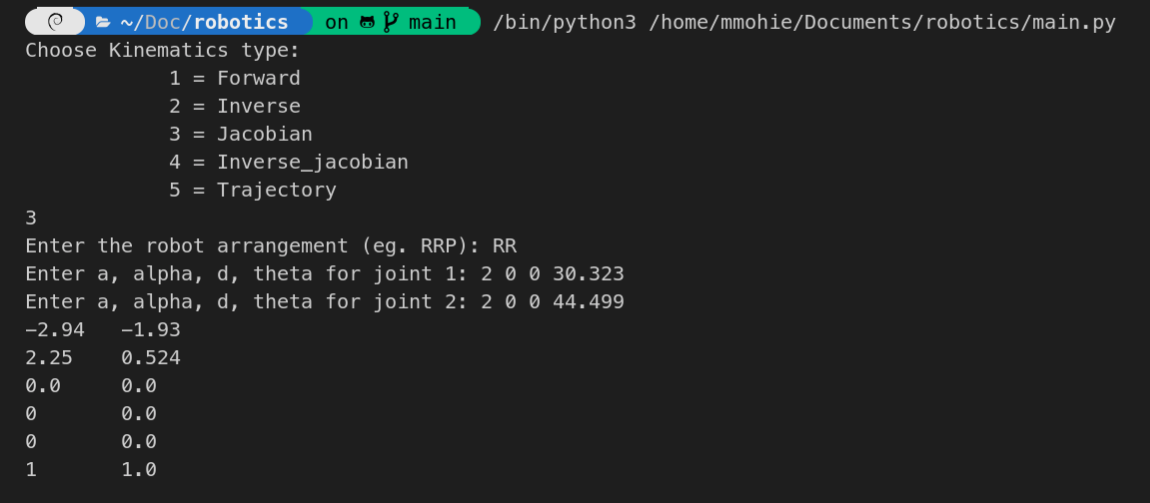 ~/Doc/robotics on main /bin/python3 /home/mmohie/Documents/robotics/main.py
Choose Kinematics type:
1 = Forward
2 = Inverse
3 = Jacobian
4 = Inverse_jacobian
5 = Trajectory
3
Enter the robot arrangement (eg. RRP): RR
Enter a, alpha, d, theta for joint 1: 2 0 0 30.323
Enter a, alpha, d, theta for joint 2: 2 0 0 44.499
-2.94 -1.93
2.25 0.524
0.0 0.0
0 0.0
0 0.0
1 1.0